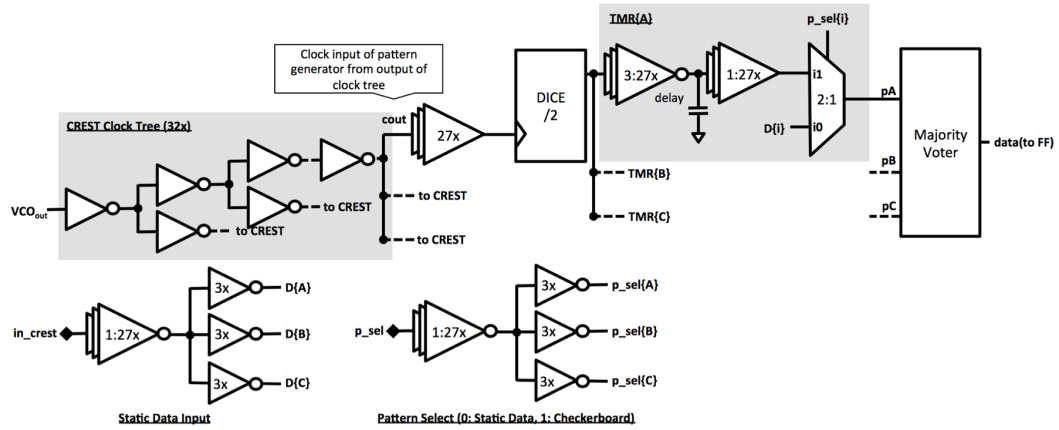 TMR{A}
p_sel{i}
Clock input of pattern
generator from output of
clock tree
3:27x
1:27x
i1
2:1
i0
delay
D{i}
pA
DICE
/2
CREST Clock Tree (32x)
cout
27x
Majority
Voter
data(to FF)
pB
pC
TMR{B}
TMR{C}
to CREST
to CREST
to CREST
to CREST
VCOout
in_crest
1:27x
3x
D{A}
3x
D{B}
3x
D{C}
p_sel
1:27x
3x
p_sel{A}
3x
p_sel{B}
3x
p_sel{C}
Static Data Input
Pattern Select (0: Static Data, 1: Checkerboard)